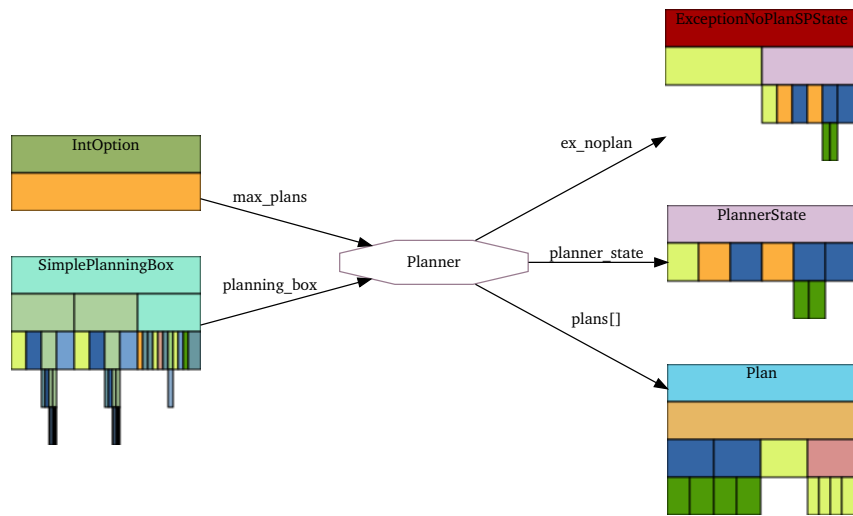 ExceptionNoPlanSPState
IntOption
ex_noplan
max_plans
PlannerState
SimplePlanningBox
Planner
planner_state
planning_box
plans[]
Plan